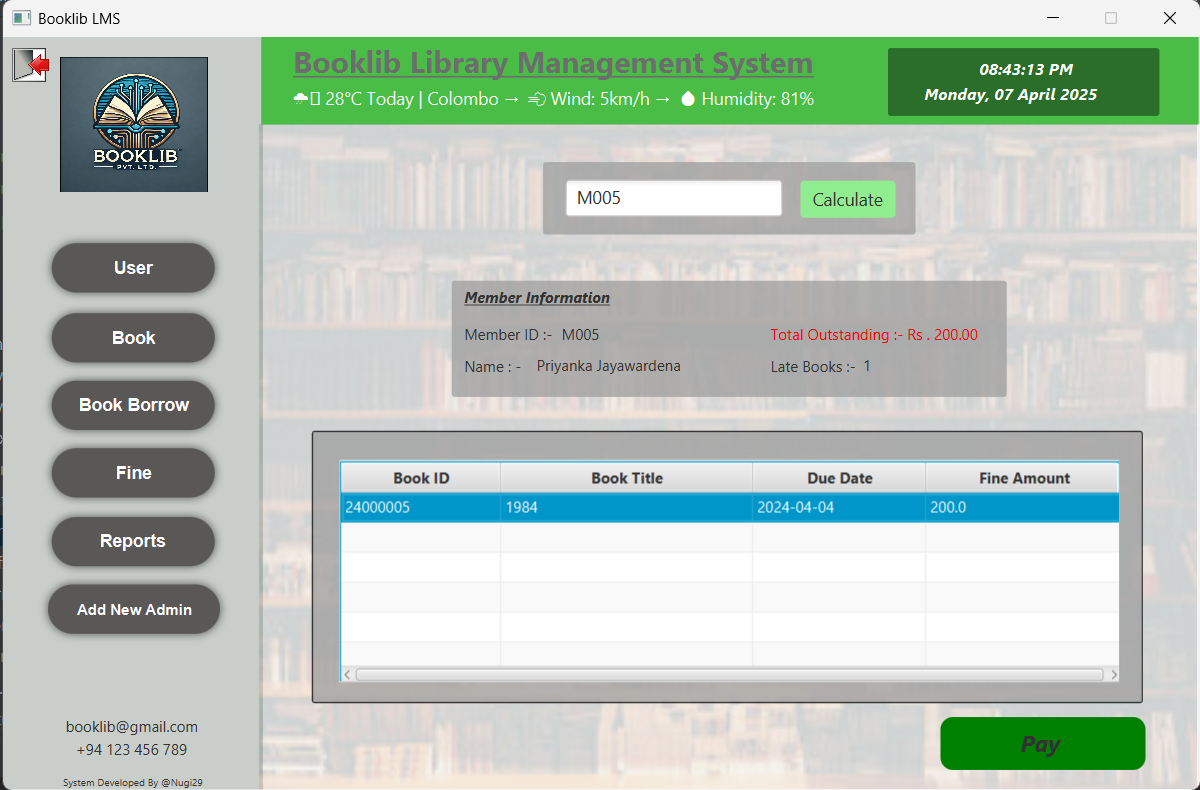 Booklib LMS
BOOKLIB
PVT. LTD.
Booklib Library Management System
28°C Today | Colombo → Wind: 5km/h → Humidity: 81%
08:43:13 PM
Monday, 07 April 2025
M005 Calculate
User
Book
Book Borrow
Fine
Reports
Add New Admin
Member Information
Member ID :- M005 Total Outstanding :- Rs . 200.00
Name : - Priyanka Jayawardena Late Books :- 1
Book ID Book Title Due Date Fine Amount
24000005 1984 2024-04-04 200.0
Pay
booklib@gmail.com
+94 123 456 789
System Developed By @Nugi29